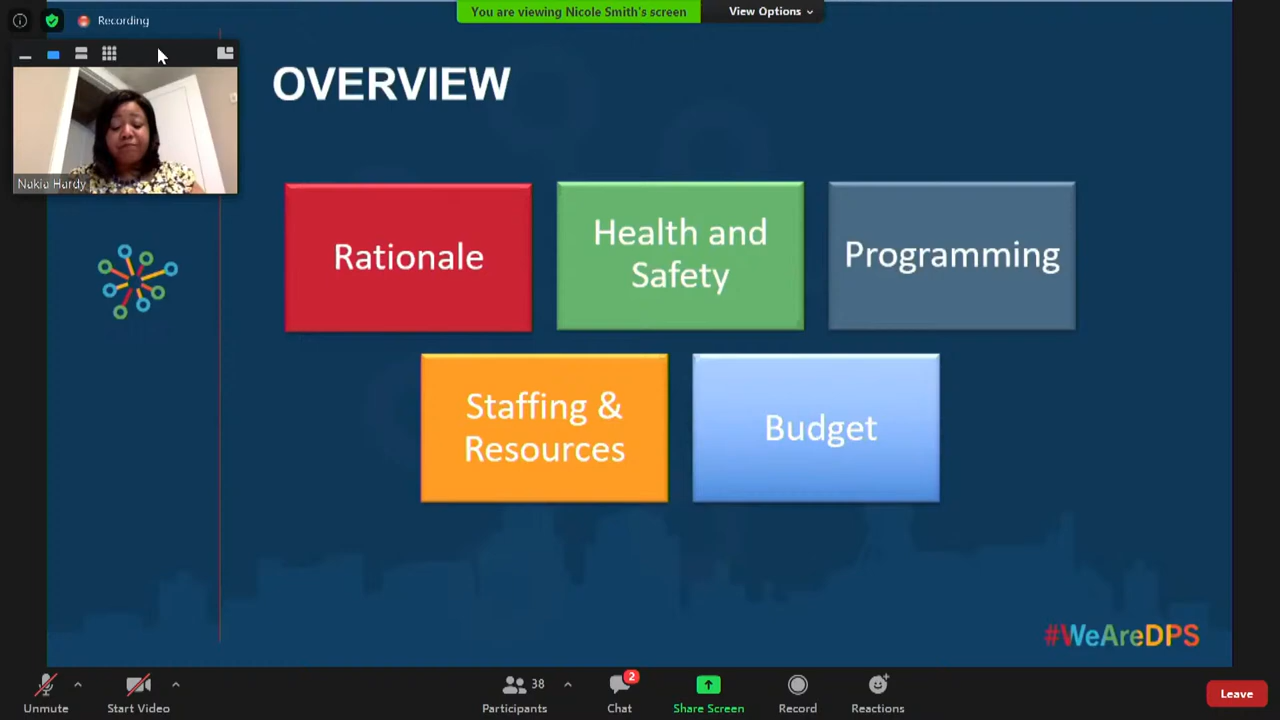 Recording
You are viewing Nicole Smith's screen
View Options
Nakia Hardy
OVERVIEW
Rationale
Health and
Safety
Programming
Staffing &
Resources
Budget
#WeAreDPS
Unmute
Start Video
38
Participants
2
Chat
Share Screen
Record
Reactions
Leave